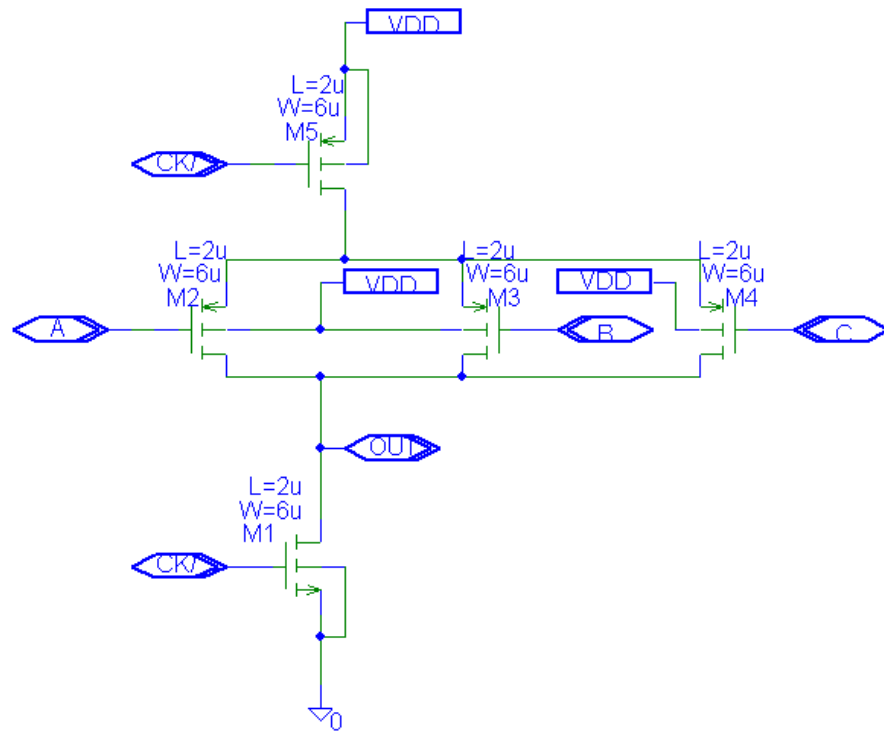 VDD
L=2u
W=6u
M5
CK/
L=2u
W=6u
M2
VDD
L=2u
W=6u
M3
VDD
L=2u
W=6u
M4
A
B
C
OUT
L=2u
W=6u
M1
CK/
0